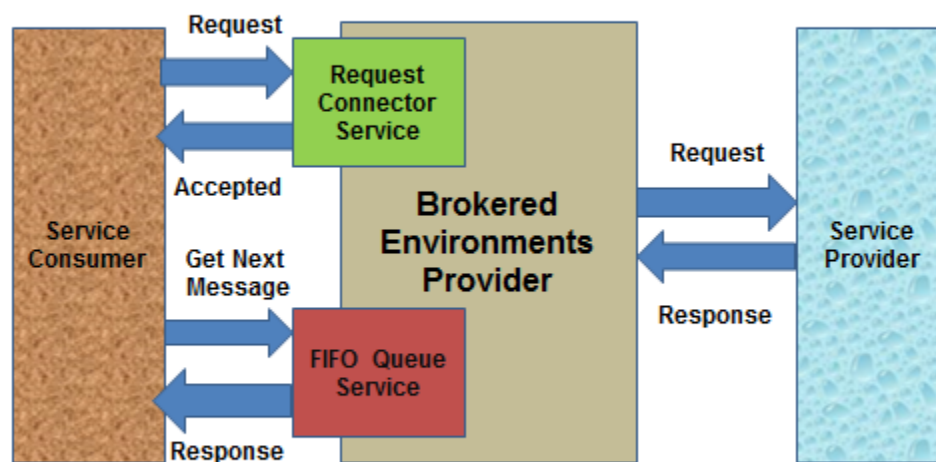 Request
Request
Connector
Service
Accepted
Service
Consumer
Get Next
Message
FIFO Queue
Service
Response
Brokered
Environments
Provider
Request
Response
Service
Provider